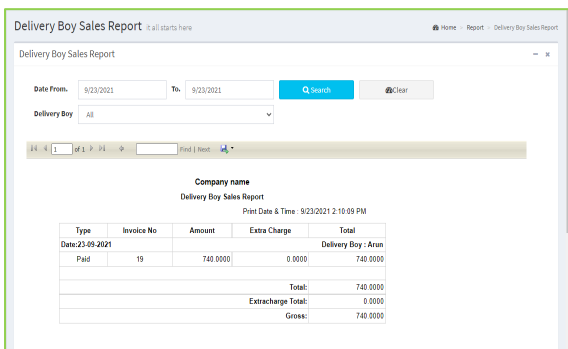 Delivery Boy Sales Report it all starts here
Home > Report > Delivery Boy Sales Report
Delivery Boy Sales Report
Date From. 9/23/2021 To. 9/23/2021 Search Clear
Delivery Boy All
1 of 1 Find | Next
Company name
Delivery Boy Sales Report
Print Date & Time : 9/23/2021 2:10:09 PM
Type Invoice No Amount Extra Charge Total
Date:23-09-2021 Delivery Boy : Arun
Paid 19 740.0000 0.0000 740.0000
Total: 740.0000
Extracharge Total: 0.0000
Gross: 740.0000